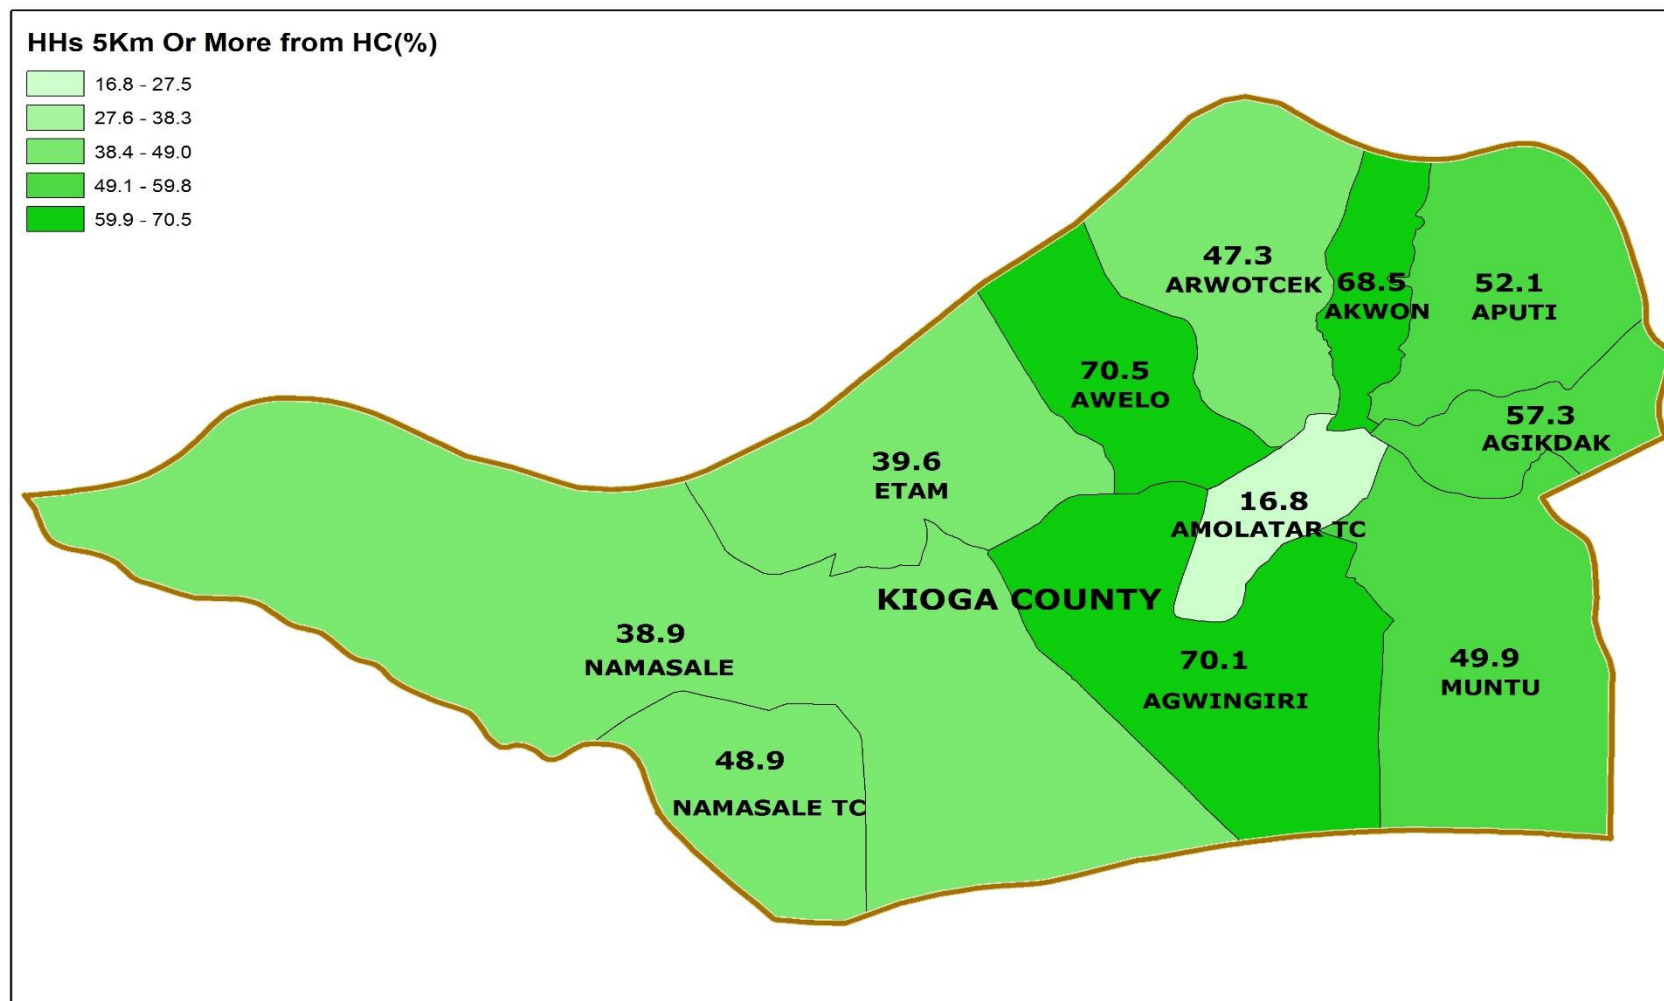 HHs 5Km Or More from HC(%)
16.8 - 27.5
27.6 - 38.3
38.4 - 49.0
49.1 - 59.8
59.9 - 70.5
47.3
ARWOTCEK
68.5
AKWON
52.1
APUTI
70.5
AWELO
57.3
AGIKDAK
39.6
ETAM
16.8
AMOLATAR TC
KIOGA COUNTY
38.9
NAMASALE
70.1
AGWINGIRI
49.9
MUNTU
48.9
NAMASALE TC